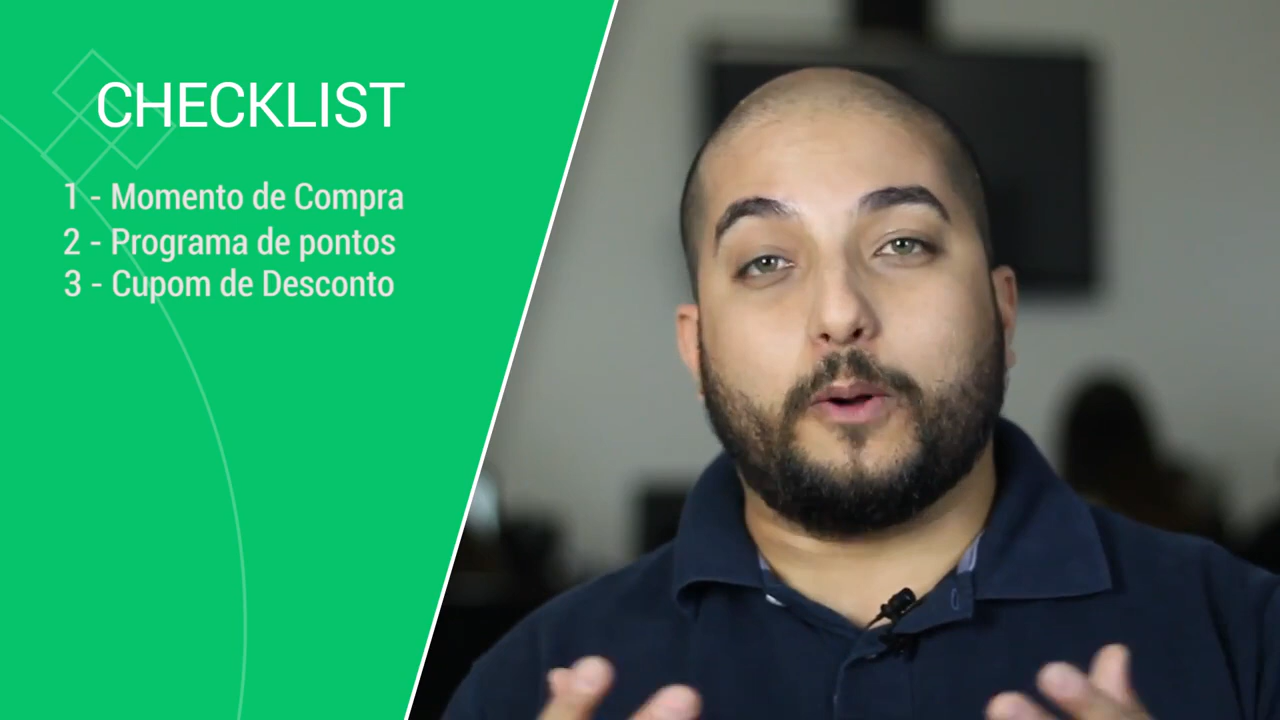 CHECKLIST
1 - Momento de Compra
2 - Programa de pontos
3 - Cupom de Desconto